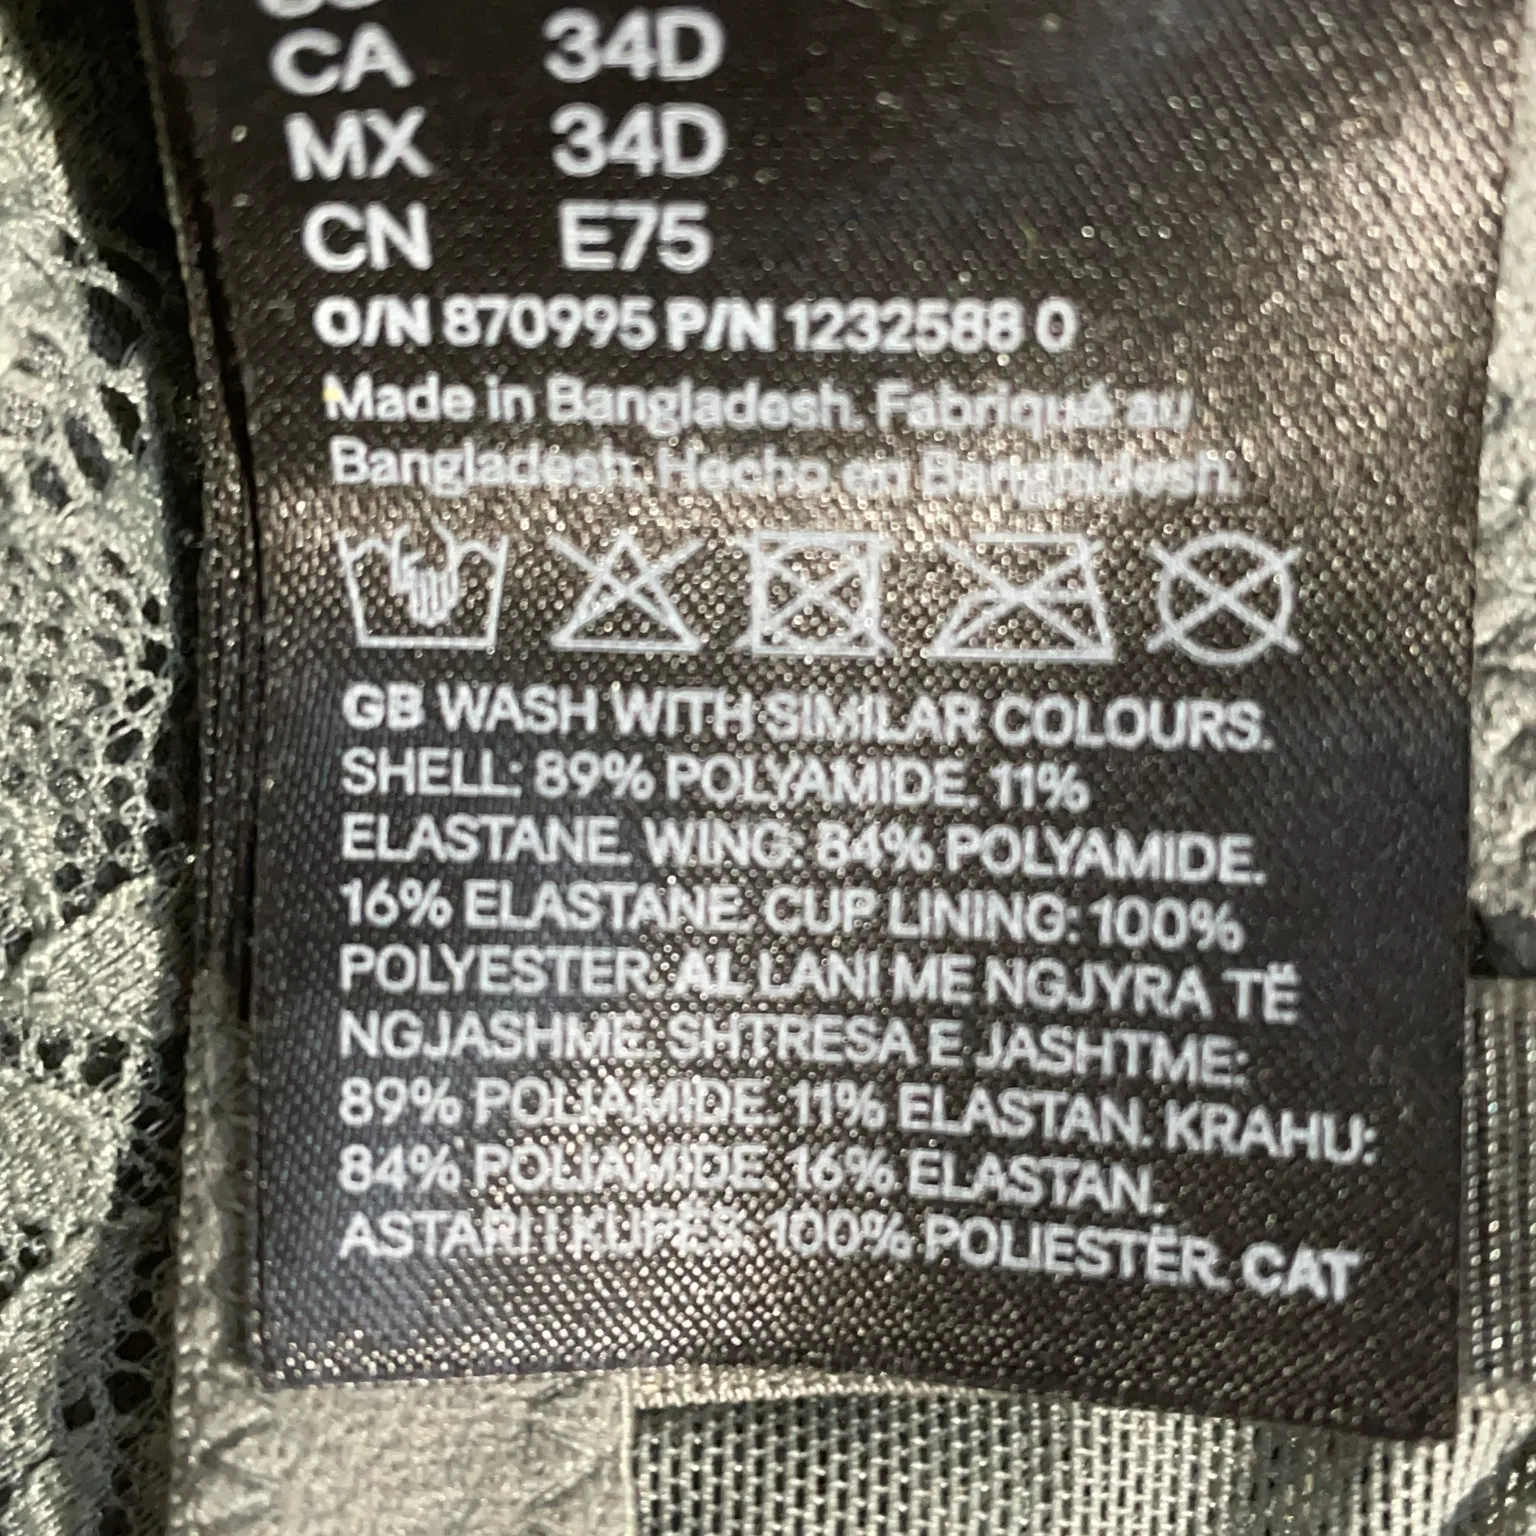 CA 34D
MX 34D
CN E75
O/N 870995 P/N 1232588 0
Made in Bangladesh. Fabriqué au
Bangladesh. Hecho en Bangladesh.
GB WASH WITH SIMILAR COLOURS.
SHELL: 89% POLYAMIDE. 11%
ELASTANE. WING: 84% POLYAMIDE.
16% ELASTANE. CUP LINING: 100%
POLYESTER. AL LANI ME NGJYRA TË
NGJASHME. SHTRESA E JASHTME:
89% POLIAMIDE. 11% ELASTAN. KRAHU:
84% POLIAMIDE. 16% ELASTAN.
ASTARI I KUPËS: 100% POLIESTËR. CAT